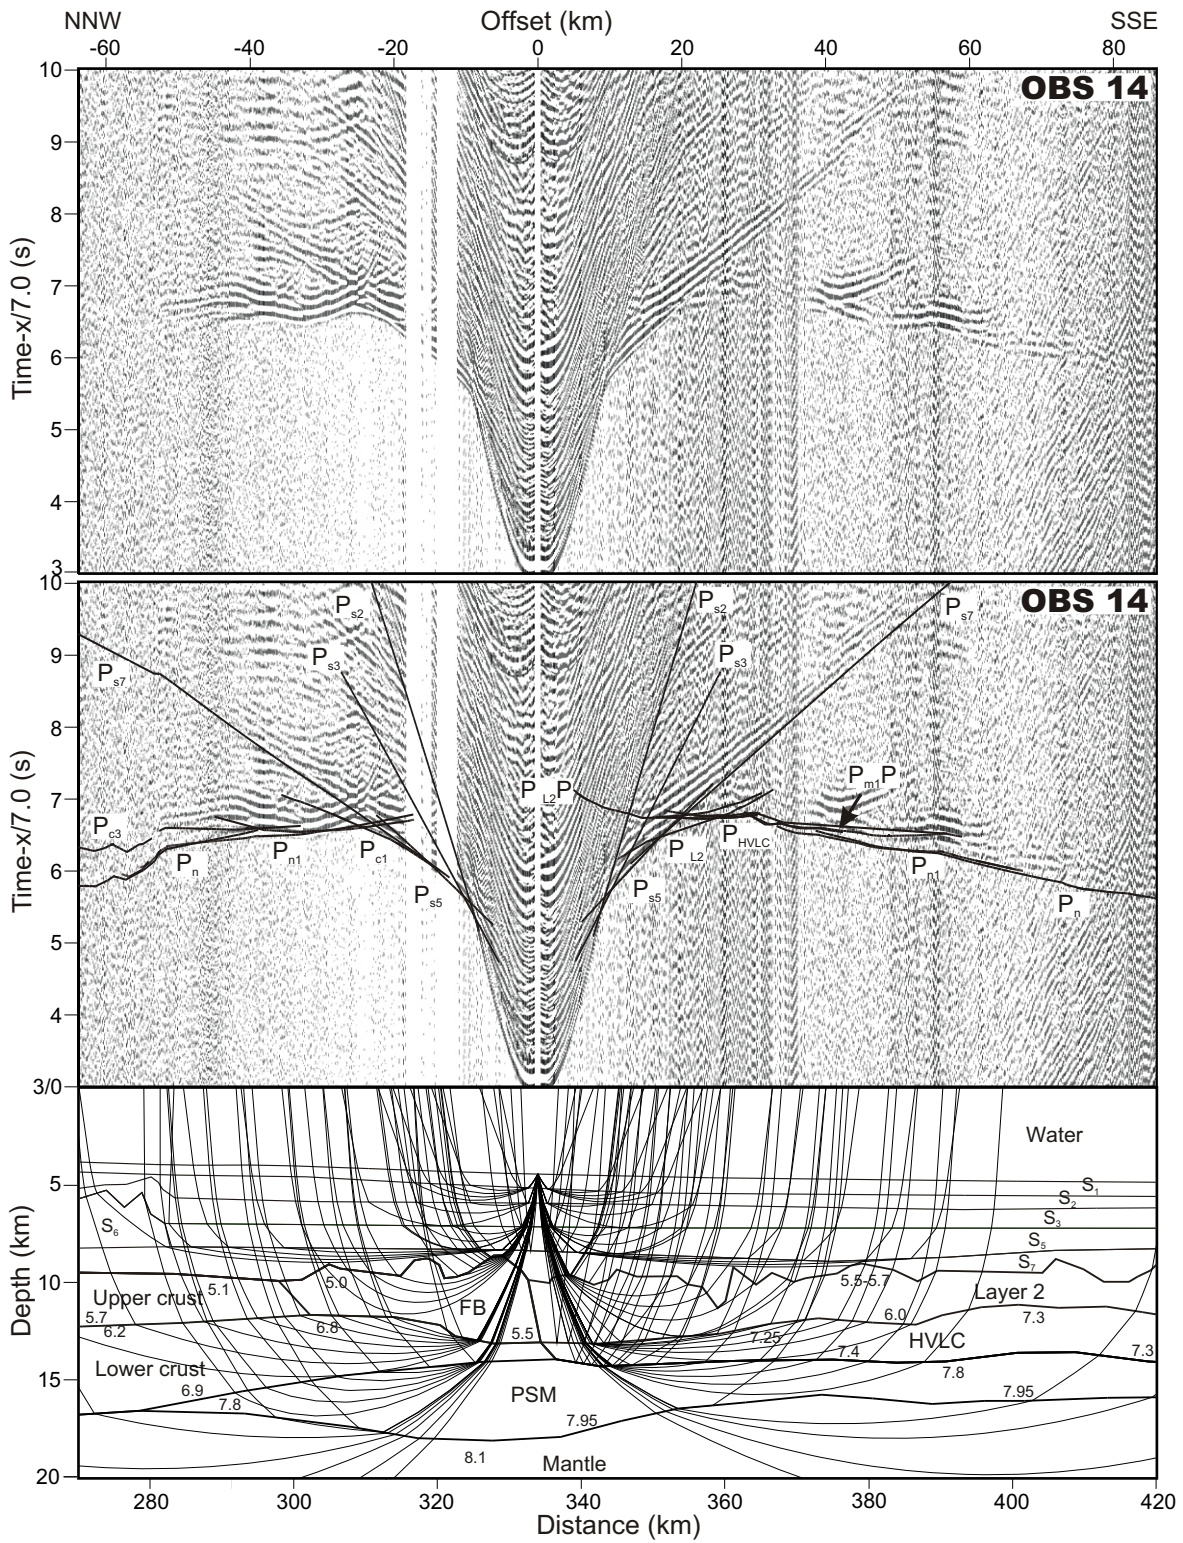 NNW Offset (km) SSE
-60 -40 -20 0 20 40 60 80
OBS 14
10
9
8
7
6
5
4
3
Time-x/7.0 (s)
OBS 14
10
9
8
7
6
5
4
3/0
Time-x/7.0 (s)
Ps2
Ps3
Ps7
Pc3
Pn
Pn1
Pc1
Ps5
PL2P
Ps2
Ps3
Ps7
Pm1P
PL2
PHVLC
Ps5
Pn1
Pn
5
10
15
20
Depth (km)
Water
S1
S2
S3
S5
S7
S6
5.1
5.0
5.5-5.7
Upper crust
FB
Layer 2
5.7
6.2
6.8
5.5
7.25
6.0
7.3
HVLC
7.4
7.3
Lower crust
7.8
6.9
7.8
PSM
7.95
7.95
8.1
Mantle
280 300 320 340 360 380 400 420
Distance (km)